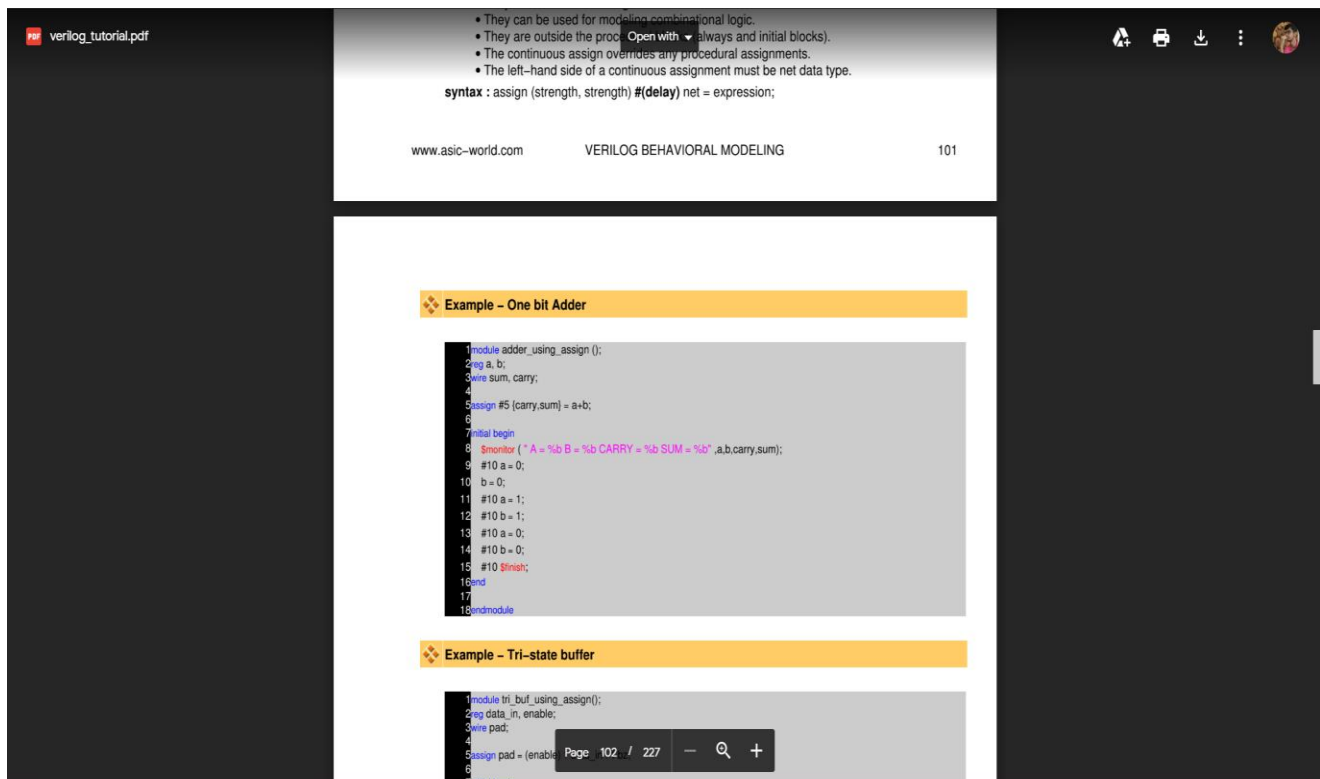 • They can be used for modeling combinational logic.
PDF verilog_tutorial.pdf
• They are outside the proce always and initial blocks).
Open with
• The continuous assign overrides any procedural assignments.
• The left–hand side of a continuous assignment must be net data type.
syntax : assign (strength, strength) #(delay) net = expression;
www.asic–world.com VERILOG BEHAVIORAL MODELING 101
Example – One bit Adder
1 module adder_using_assign ();
2 reg a, b;
3 wire sum, carry;
4
5 assign #5 {carry,sum} = a+b;
6
7 initial begin
8 $monitor ( " A = %b B = %b CARRY = %b SUM = %b" ,a,b,carry,sum);
9 #10 a = 0;
10 b = 0;
11 #10 a = 1;
12 #10 b = 1;
13 #10 a = 0;
14 #10 b = 0;
15 #10 $finish;
16 end
17
18 endmodule
Example – Tri–state buffer
1 module tri_buf_using_assign();
2 reg data_in, enable;
3 wire pad;
4
5 assign pad = (enable
6
Page 102 / 227 — +